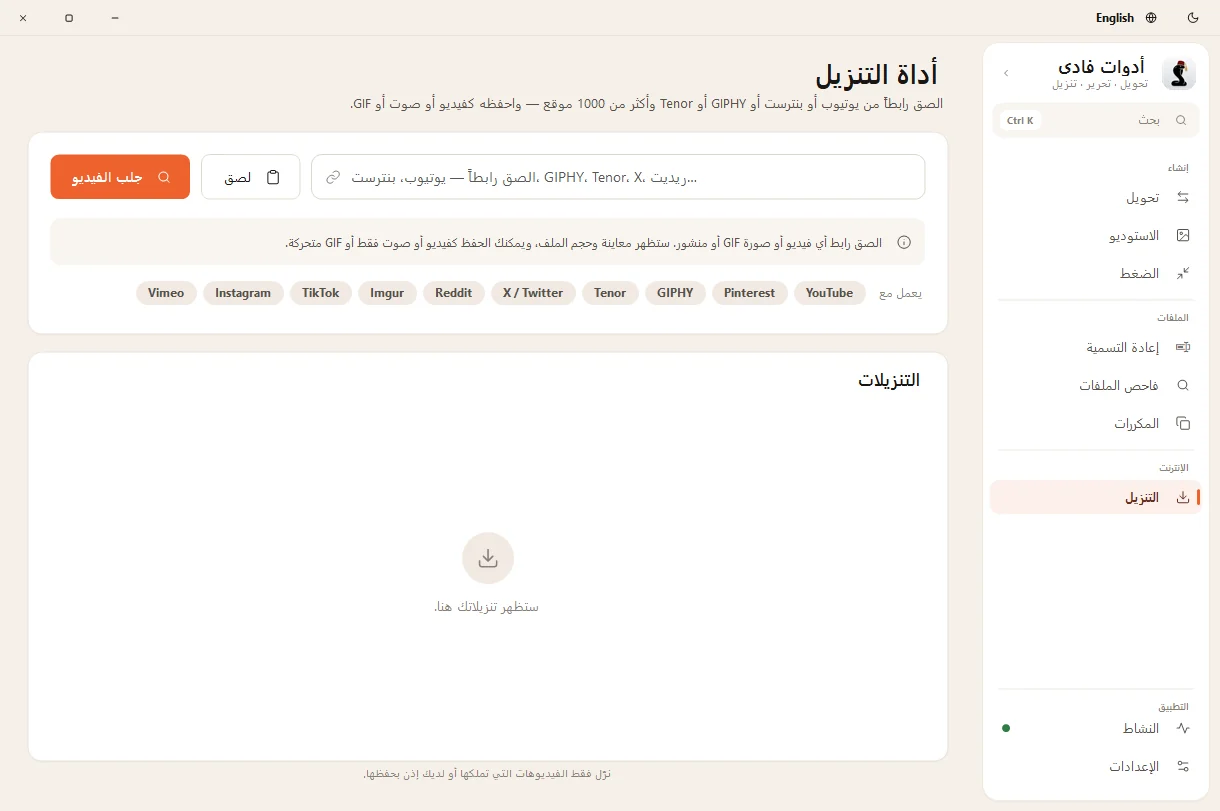 English
أدوات فادى
تحويل · تحرير · تنزيل
بحث
Ctrl K
إنشاء
تحويل
الاستوديو
الضغط
الملفات
إعادة التسمية
فاحص الملفات
المكررات
الإنترنت
التنزيل
التطبيق
النشاط
الإعدادات
أداة التنزيل
الصق رابطاً من يوتيوب أو بنترست أو GIPHY أو Tenor وأكثر من 1000 موقع — واحفظه كفيديو أو صوت أو GIF.
الصق رابطاً — يوتيوب، بنترست، GIPHY، Tenor، X، ريديت...
لصق
جلب الفيديو
الصق رابط أي فيديو أو صورة GIF أو منشور. ستظهر معاينة وحجم الملف، ويمكنك الحفظ كفيديو أو صوت فقط أو GIF متحركة.
يعمل مع YouTube Pinterest GIPHY Tenor X / Twitter Reddit Imgur TikTok Instagram Vimeo
التنزيلات
ستظهر تنزيلاتك هنا.
نزّل فقط الفيديوهات التي تملكها أو لديك إذن بحفظها.